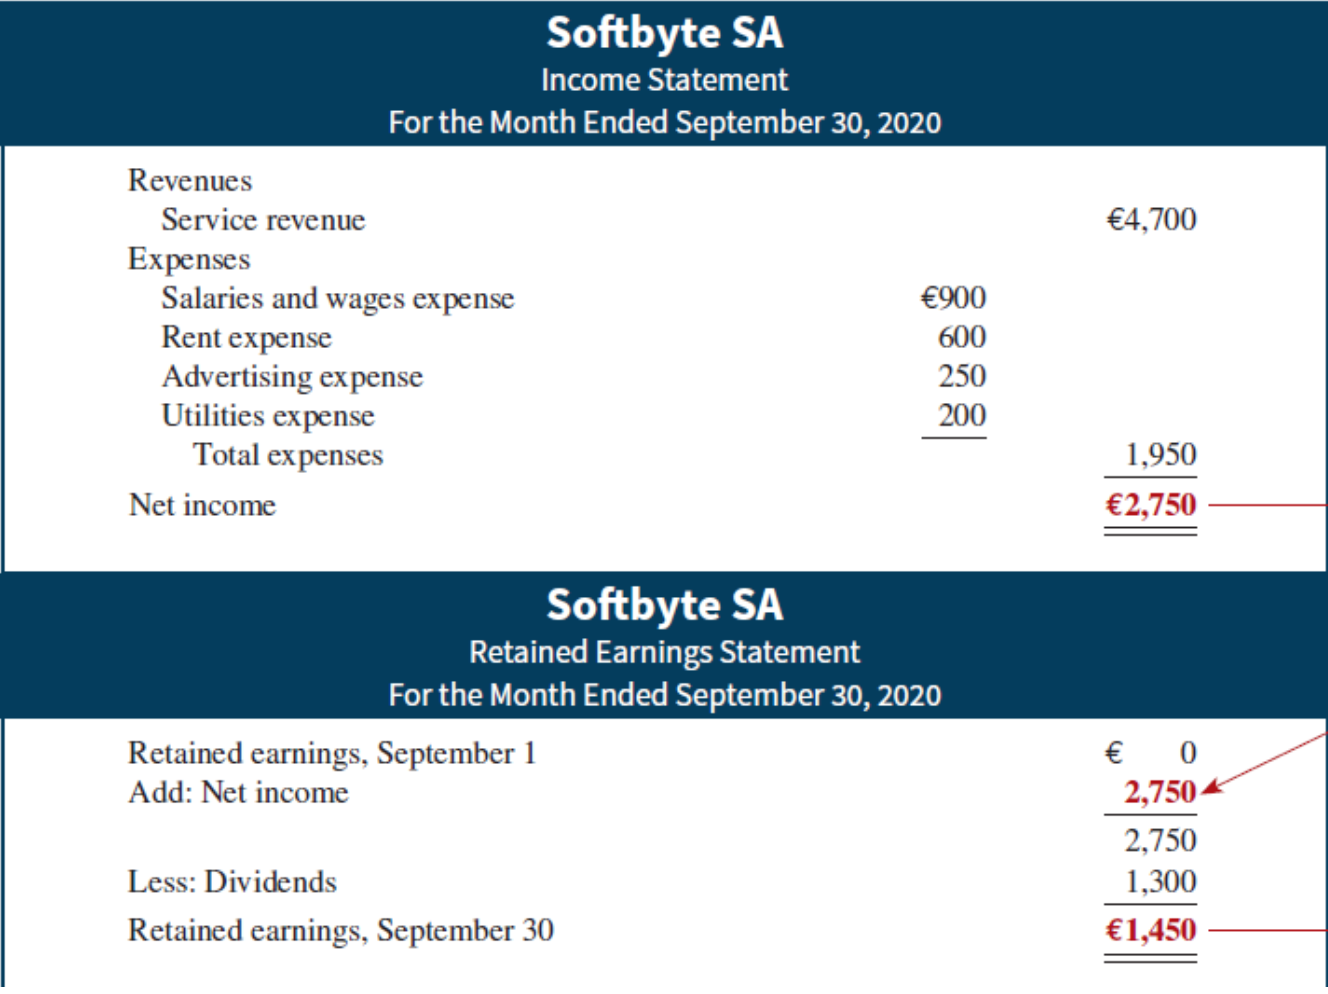 Softbyte SA
Income Statement
For the Month Ended September 30, 2020
Revenues
Service revenue €4,700
Expenses
Salaries and wages expense €900
Rent expense 600
Advertising expense 250
Utilities expense 200
Total expenses 1,950
Net income €2,750
Softbyte SA
Retained Earnings Statement
For the Month Ended September 30, 2020
Retained earnings, September 1 € 0
Add: Net income 2,750
2,750
Less: Dividends 1,300
Retained earnings, September 30 €1,450